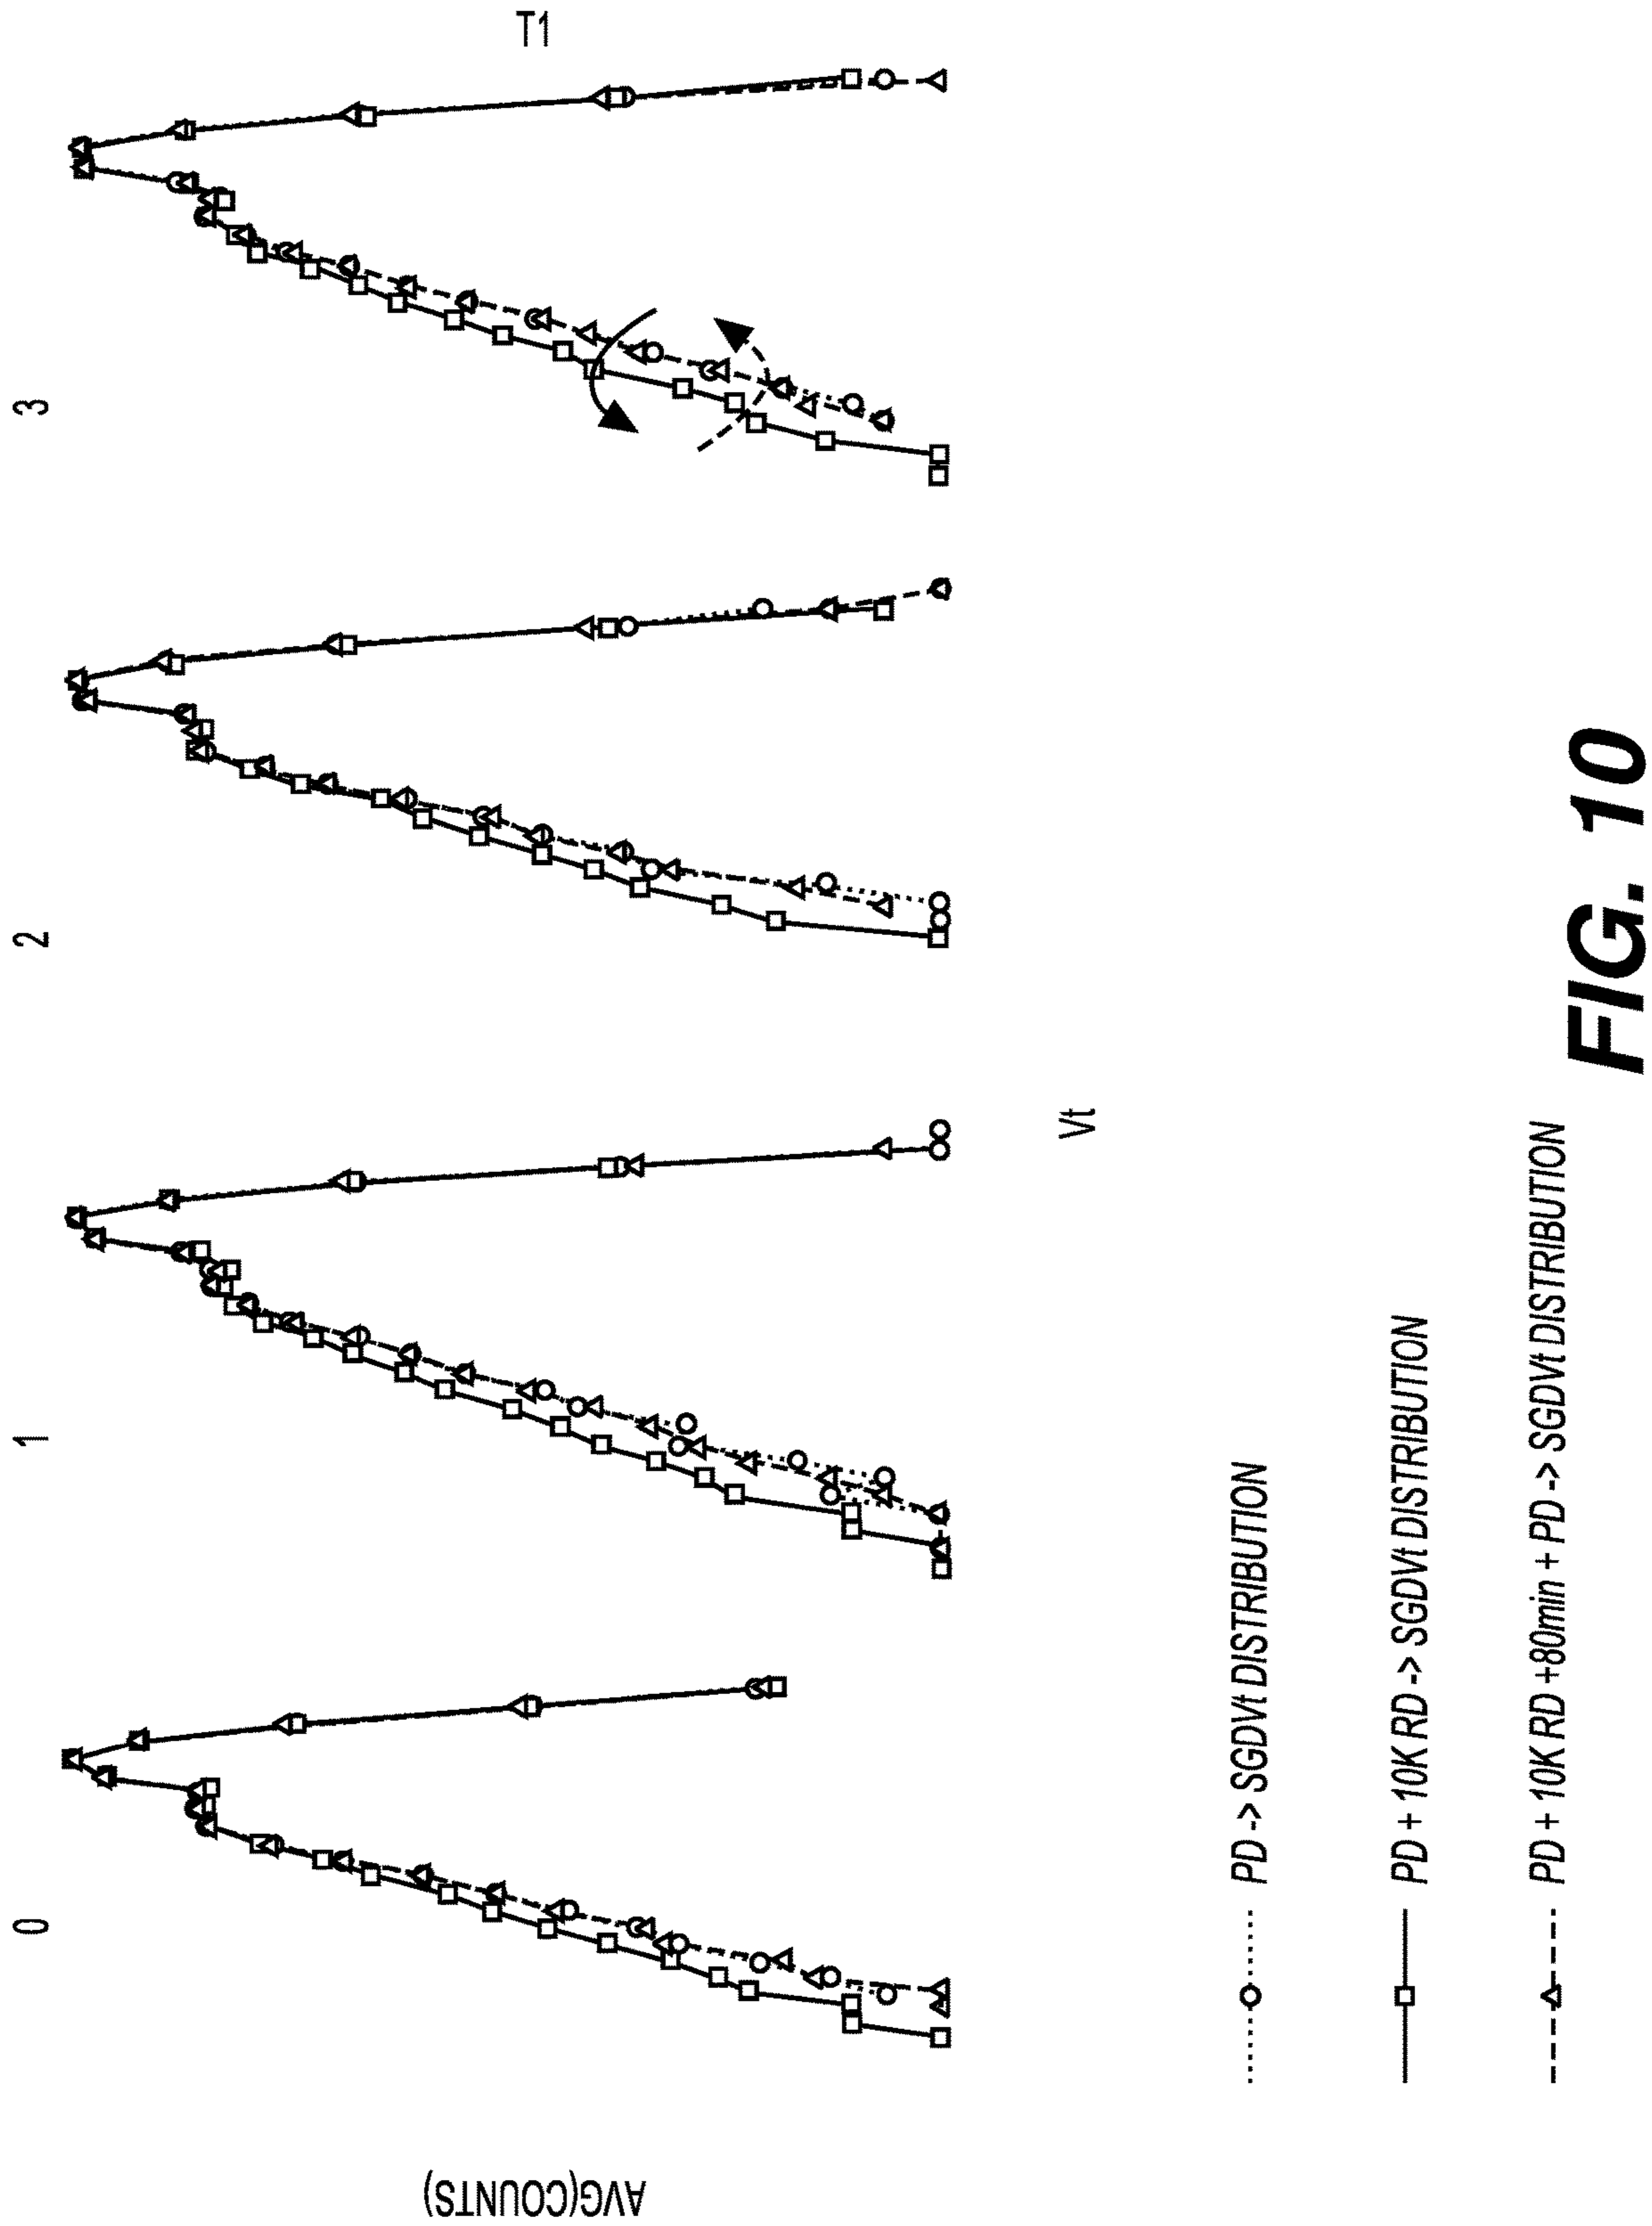 0
1
2
3
T1
AVG(COUNTS)
Vt
PD -> SGDVt DISTRIBUTION
PD + 10K RD -> SGDVt DISTRIBUTION
PD + 10K RD +80min + PD -> SGDVt DISTRIBUTION
FIG. 10